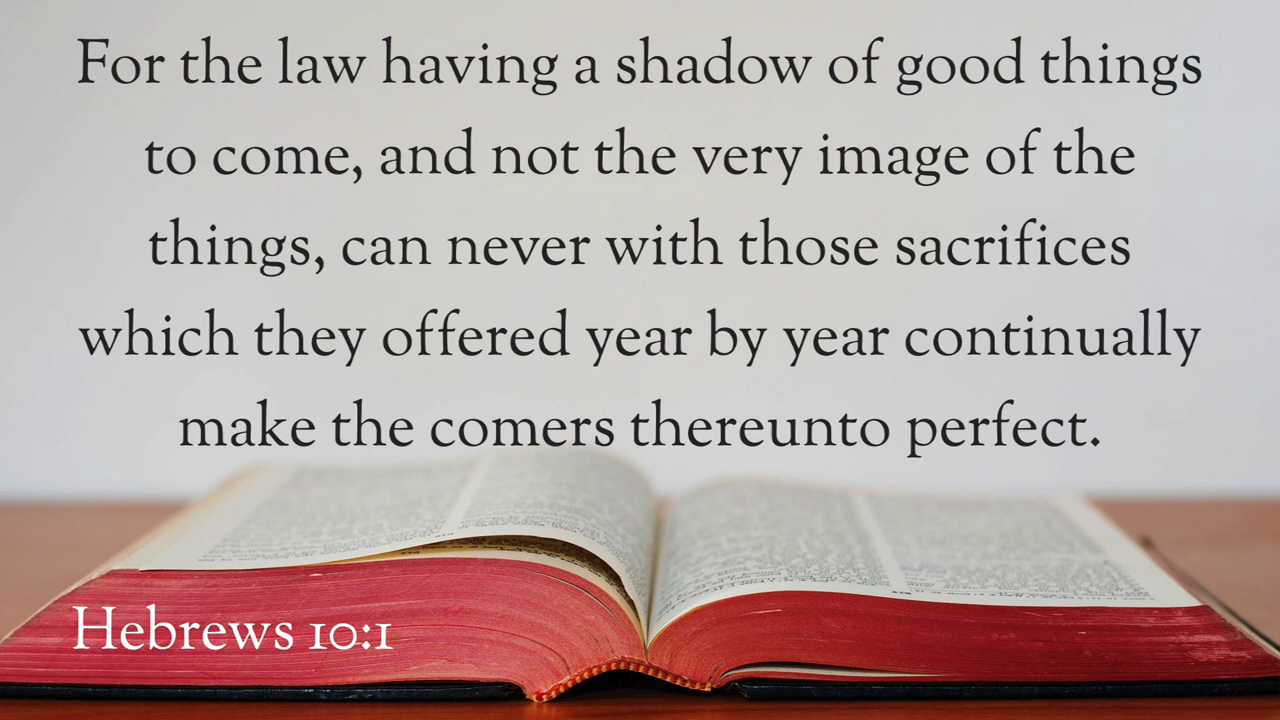 For the law having a shadow of good things
to come, and not the very image of the
things, can never with those sacrifices
which they offered year by year continually
make the comers thereunto perfect.
Hebrews 10:1